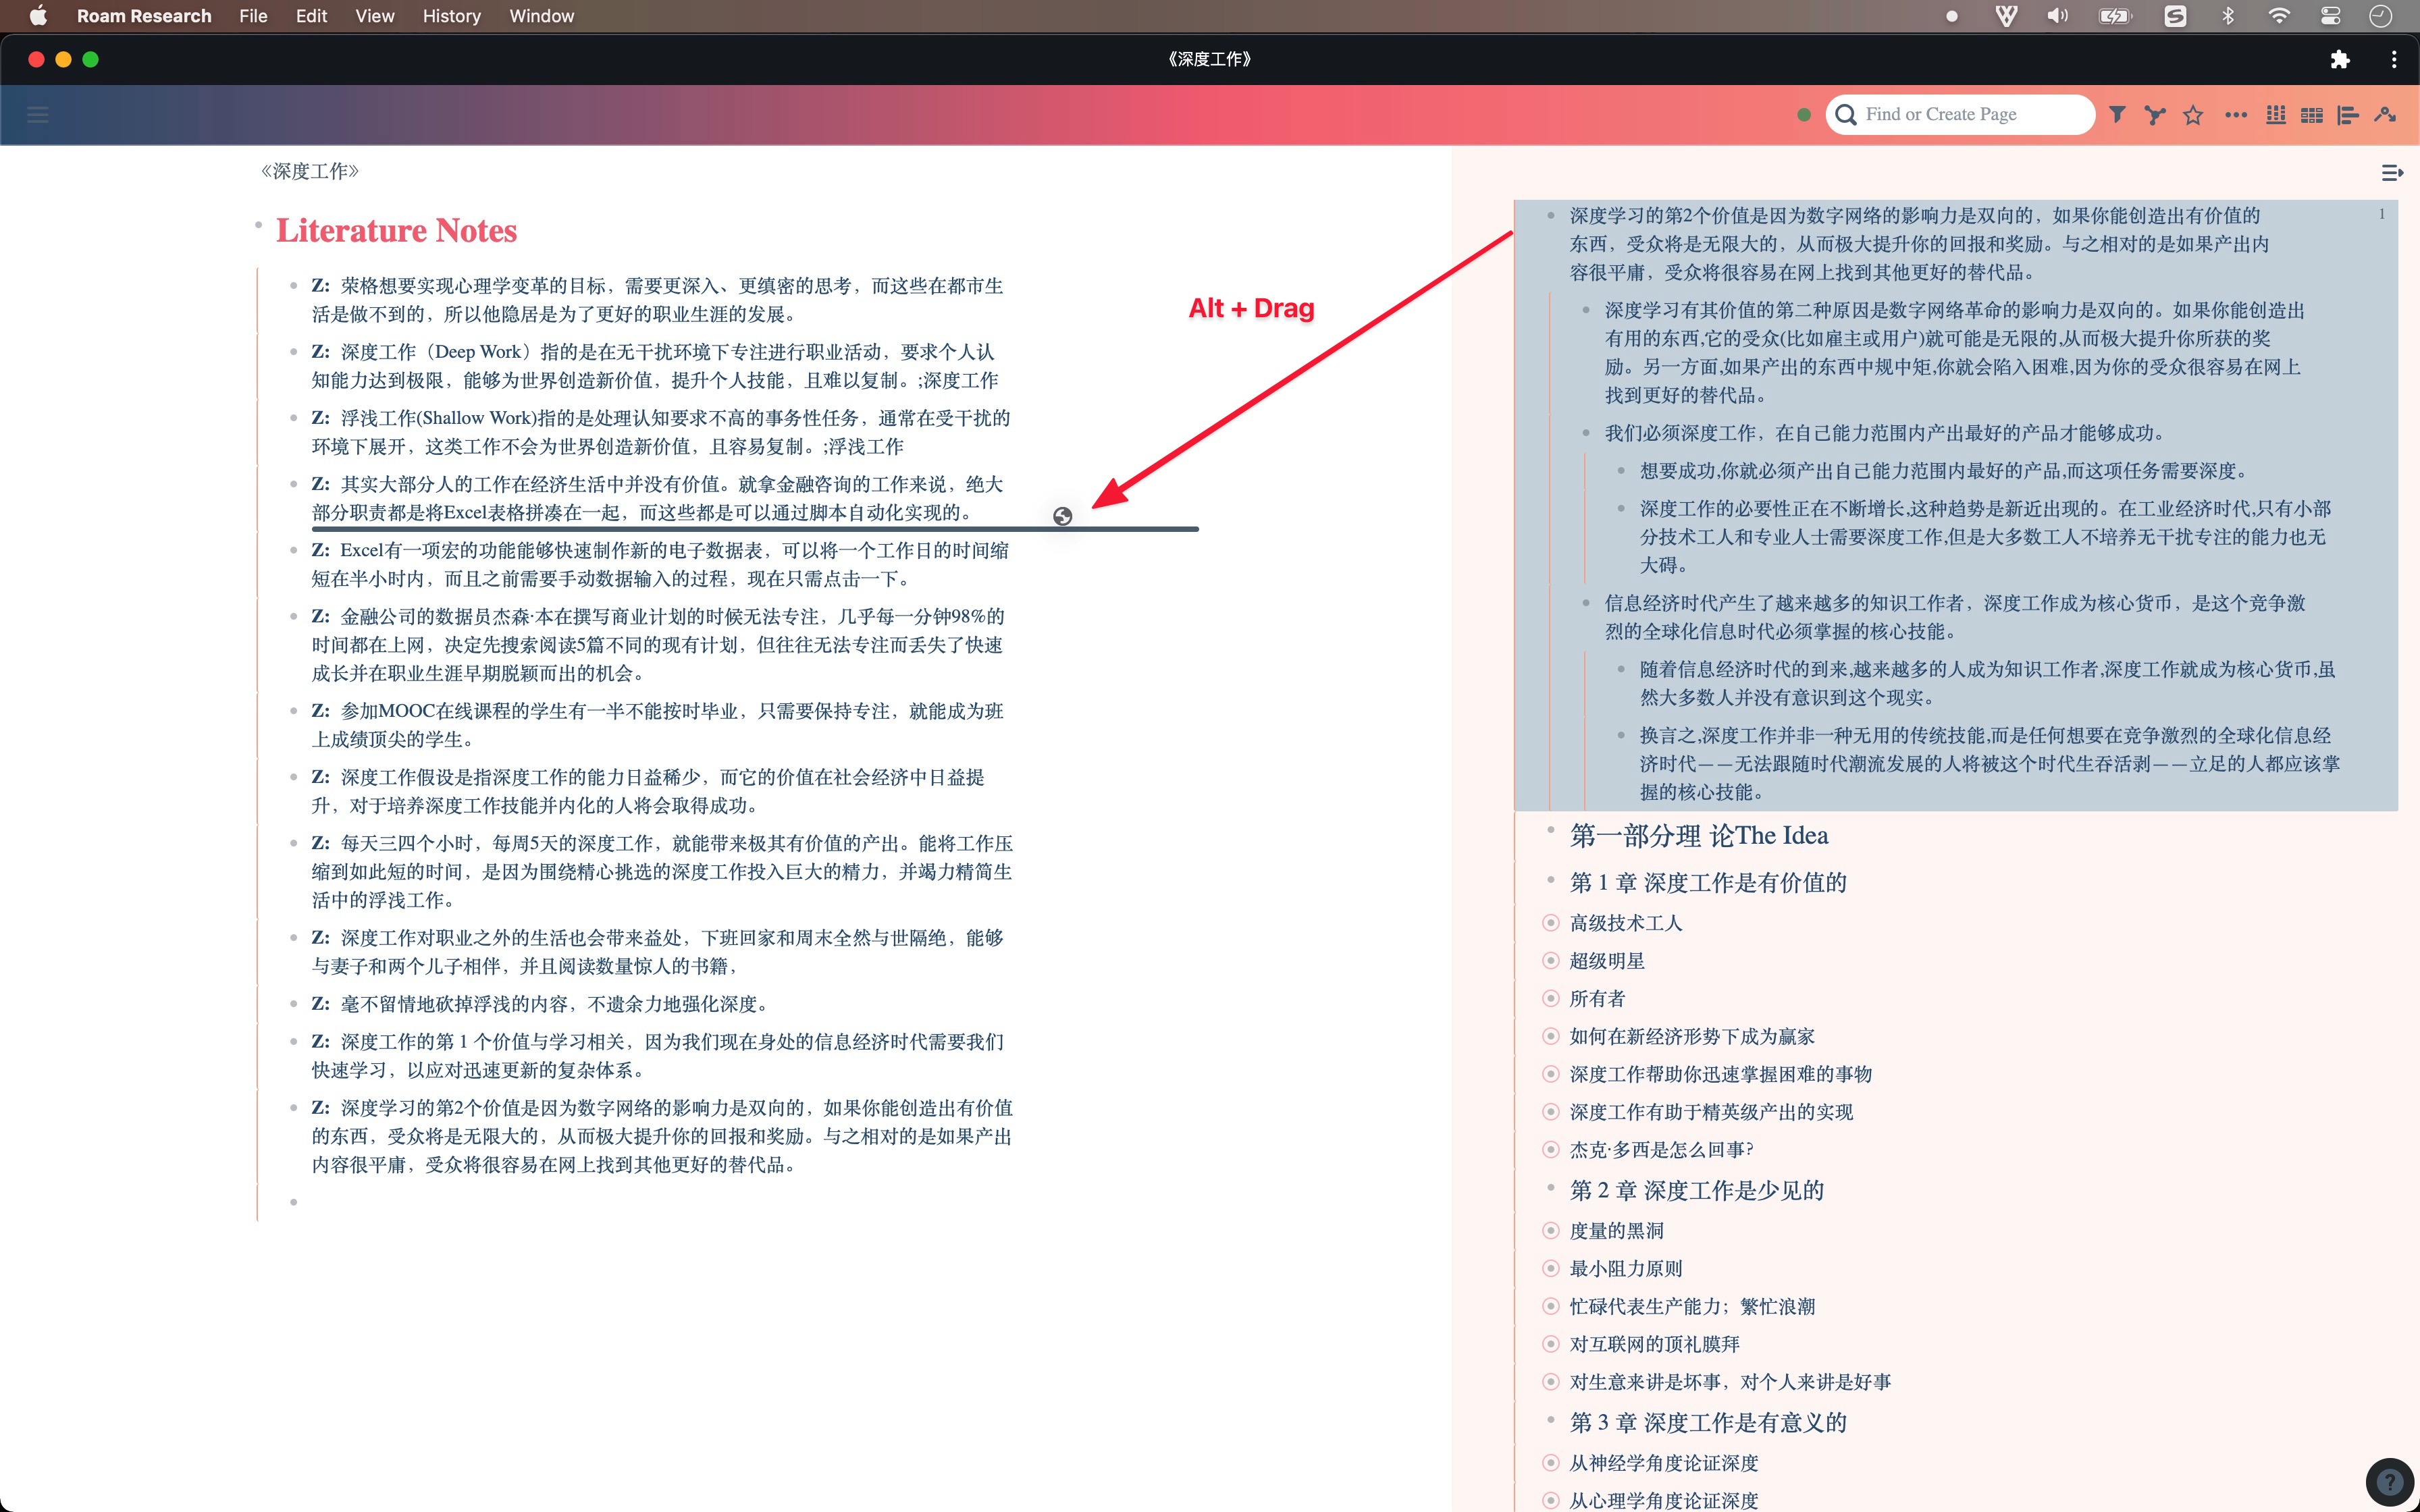 Roam Research File Edit View History Window
《深度工作》
Find or Create Page
《深度工作》
Literature Notes
Z: 荣格想要实现心理学变革的目标，需要更深入、更缜密的思考，而这些在都市生
活是做不到的，所以他隐居是为了更好的职业生涯的发展。
Z: 深度工作（Deep Work）指的是在无干扰环境下专注进行职业活动，要求个人认
知能力达到极限，能够为世界创造新价值，提升个人技能，且难以复制。;深度工作
Z: 浮浅工作(Shallow Work)指的是处理认知要求不高的事务性任务，通常在受干扰的
环境下展开，这类工作不会为世界创造新价值，且容易复制。;浮浅工作
Z: 其实大部分人的工作在经济生活中并没有价值。就拿金融咨询的工作来说，绝大
部分职责都是将Excel表格拼凑在一起，而这些都是可以通过脚本自动化实现的。
Z: Excel有一项宏的功能能够快速制作新的电子数据表，可以将一个工作日的时间缩
短在半小时内，而且之前需要手动数据输入的过程，现在只需点击一下。
Z: 金融公司的数据员杰森·本在撰写商业计划的时候无法专注，几乎每一分钟98%的
时间都在上网，决定先搜索阅读5篇不同的现有计划，但往往无法专注而丢失了快速
成长并在职业生涯早期脱颖而出的机会。
Z: 参加MOOC在线课程的学生有一半不能按时毕业，只需要保持专注，就能成为班
上成绩顶尖的学生。
Z: 深度工作假设是指深度工作的能力日益稀少，而它的价值在社会经济中日益提
升，对于培养深度工作技能并内化的人将会取得成功。
Z: 每天三四个小时，每周5天的深度工作，就能带来极其有价值的产出。能将工作压
缩到如此短的时间，是因为围绕精心挑选的深度工作投入巨大的精力，并竭力精简生
活中的浮浅工作。
Z: 深度工作对职业之外的生活也会带来益处，下班回家和周末全然与世隔绝，能够
与妻子和两个儿子相伴，并且阅读数量惊人的书籍，
Z: 毫不留情地砍掉浮浅的内容，不遗余力地强化深度。
Z: 深度工作的第 1 个价值与学习相关，因为我们现在身处的信息经济时代需要我们
快速学习，以应对迅速更新的复杂体系。
Z: 深度学习的第2个价值是因为数字网络的影响力是双向的，如果你能创造出有价值
的东西，受众将是无限大的，从而极大提升你的回报和奖励。与之相对的是如果产出
内容很平庸，受众将很容易在网上找到其他更好的替代品。
Alt + Drag
深度学习的第2个价值是因为数字网络的影响力是双向的，如果你能创造出有价值的
1
东西，受众将是无限大的，从而极大提升你的回报和奖励。与之相对的是如果产出内
容很平庸，受众将很容易在网上找到其他更好的替代品。
深度学习有其价值的第二种原因是数字网络革命的影响力是双向的。如果你能创造出
有用的东西,它的受众(比如雇主或用户)就可能是无限的,从而极大提升你所获的奖
励。另一方面,如果产出的东西中规中矩,你就会陷入困难,因为你的受众很容易在网上
找到更好的替代品。
我们必须深度工作，在自己能力范围内产出最好的产品才能够成功。
想要成功,你就必须产出自己能力范围内最好的产品,而这项任务需要深度。
深度工作的必要性正在不断增长,这种趋势是新近出现的。在工业经济时代,只有小部
分技术工人和专业人士需要深度工作,但是大多数工人不培养无干扰专注的能力也无
大碍。
信息经济时代产生了越来越多的知识工作者，深度工作成为核心货币，是这个竞争激
烈的全球化信息时代必须掌握的核心技能。
随着信息经济时代的到来,越来越多的人成为知识工作者,深度工作就成为核心货币,虽
然大多数人并没有意识到这个现实。
换言之,深度工作并非一种无用的传统技能,而是任何想要在竞争激烈的全球化信息经
济时代——无法跟随时代潮流发展的人将被这个时代生吞活剥——立足的人都应该掌
握的核心技能。
第一部分理 论The Idea
第 1 章 深度工作是有价值的
高级技术工人
超级明星
所有者
如何在新经济形势下成为赢家
深度工作帮助你迅速掌握困难的事物
深度工作有助于精英级产出的实现
杰克·多西是怎么回事?
第 2 章 深度工作是少见的
度量的黑洞
最小阻力原则
忙碌代表生产能力；繁忙浪潮
对互联网的顶礼膜拜
对生意来讲是坏事，对个人来讲是好事
第 3 章 深度工作是有意义的
从神经学角度论证深度
从心理学角度论证深度